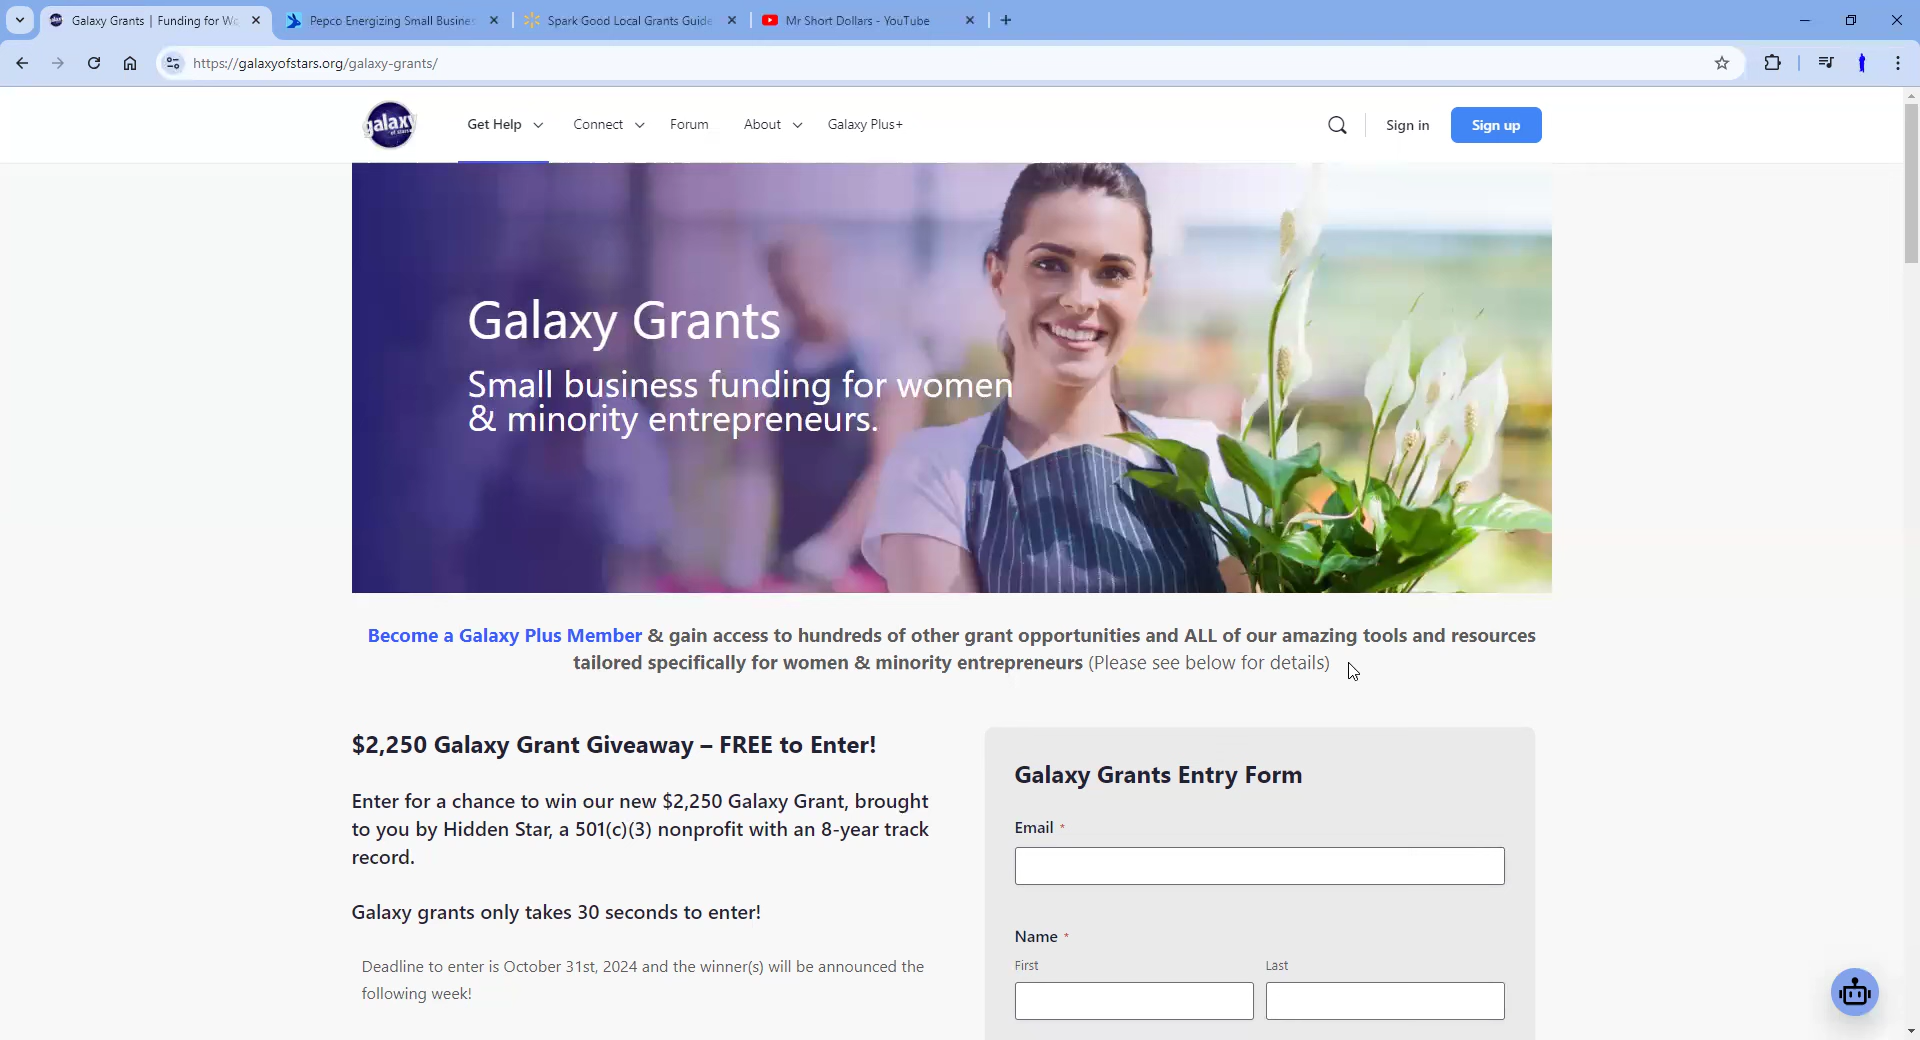 Galaxy Grants | Funding for Wo
Pepco Energizing Small Busine
Spark Good Local Grants Guide
Mr Short Dollars - YouTube
https://galaxyofstars.org/galaxy-grants/
galaxy
Get Help
Connect
Forum
About
Galaxy Plus+
Sign in
Sign up
Galaxy Grants
Small business funding for women
& minority entrepreneurs.
Become a Galaxy Plus Member & gain access to hundreds of other grant opportunities and ALL of our amazing tools and resources
tailored specifically for women & minority entrepreneurs (Please see below for details)
$2,250 Galaxy Grant Giveaway – FREE to Enter!
Enter for a chance to win our new $2,250 Galaxy Grant, brought
to you by Hidden Star, a 501(c)(3) nonprofit with an 8-year track
record.
Galaxy grants only takes 30 seconds to enter!
Deadline to enter is October 31st, 2024 and the winner(s) will be announced the
following week!
Galaxy Grants Entry Form
Email *
Name *
First
Last